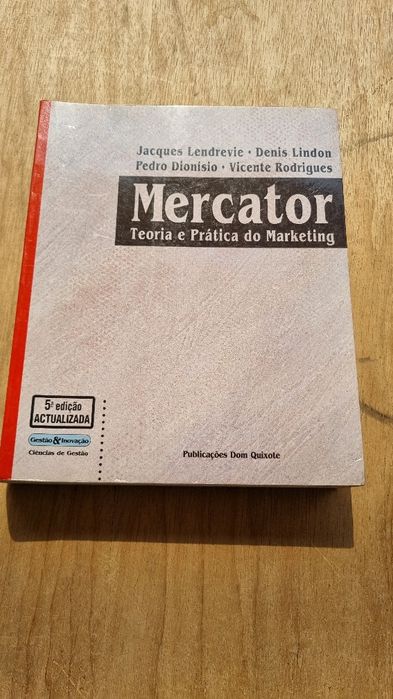 Jacques Lendrevie • Denis Lindon
Pedro Dionísio • Vicente Rodrigues
Mercator
Teoria e Prática do Marketing
5ª edição
ACTUALIZADA
Gestão & Inovação
Ciências de Gestão
Publicações Dom Quixote